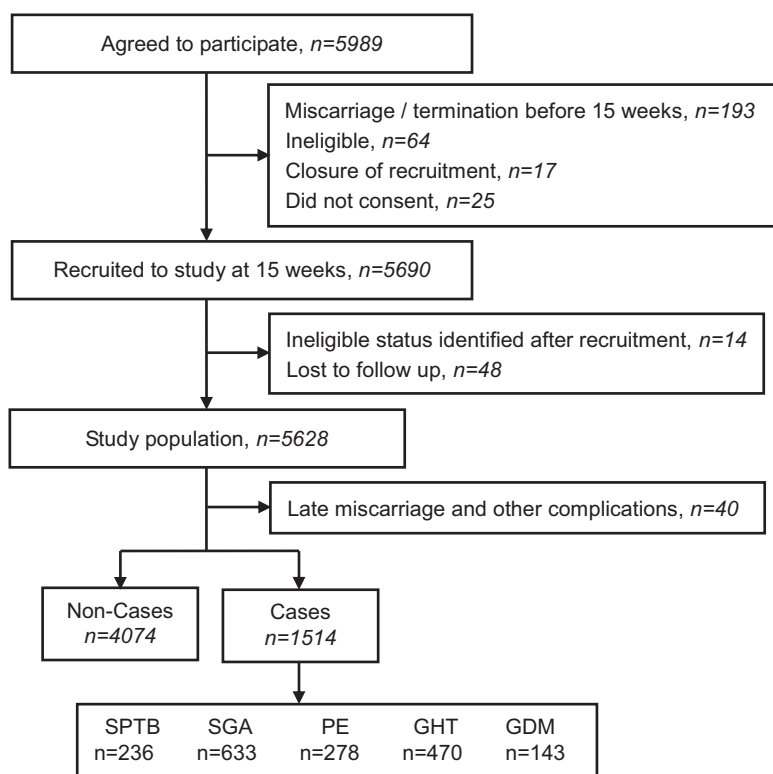 Agreed to participate, n=5989
Miscarriage / termination before 15 weeks, n=193
Ineligible, n=64
Closure of recruitment, n=17
Did not consent, n=25
Recruited to study at 15 weeks, n=5690
Ineligible status identified after recruitment, n=14
Lost to follow up, n=48
Study population, n=5628
Late miscarriage and other complications, n=40
Non-Cases
n=4074
Cases
n=1514
SPTB SGA PE GHT GDM
n=236 n=633 n=278 n=470 n=143